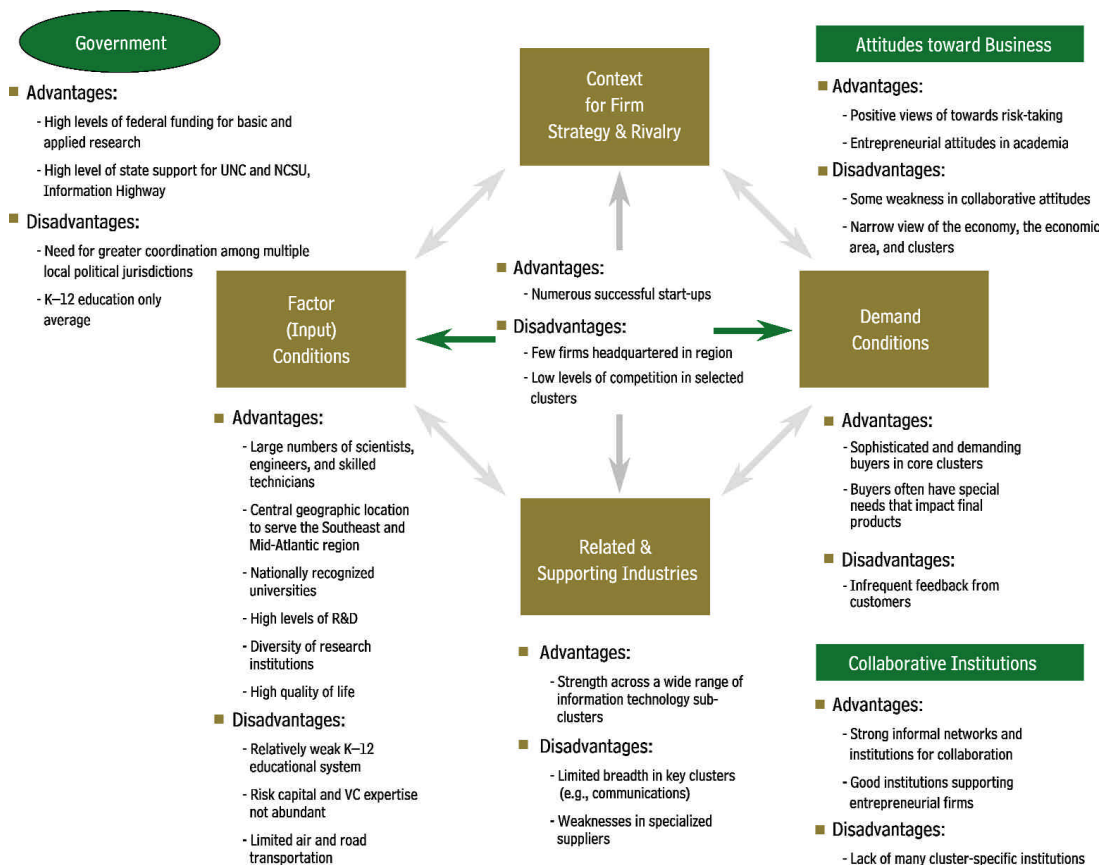 Government
Advantages:
- High levels of federal funding for basic and
applied research
- High level of state support for UNC and NCSU,
Information Highway
Disadvantages:
- Need for greater coordination among multiple
local political jurisdictions
- K–12 education only
average
Context
for Firm
Strategy & Rivalry
Attitudes toward Business
Advantages:
- Positive views of towards risk-taking
- Entrepreneurial attitudes in academia
Disadvantages:
- Some weakness in collaborative attitudes
- Narrow view of the economy, the economic
area, and clusters
Factor
(Input)
Conditions
Advantages:
- Numerous successful start-ups
Disadvantages:
- Few firms headquartered in region
- Low levels of competition in selected
clusters
Demand
Conditions
Advantages:
- Large numbers of scientists,
engineers, and skilled
technicians
- Central geographic location
to serve the Southeast and
Mid-Atlantic region
- Nationally recognized
universities
- High levels of R&D
- Diversity of research
institutions
- High quality of life
Disadvantages:
- Relatively weak K–12
educational system
- Risk capital and VC expertise
not abundant
- Limited air and road
transportation
Related &
Supporting Industries
Advantages:
- Strength across a wide range of
information technology sub-
clusters
Disadvantages:
- Limited breadth in key clusters
(e.g., communications)
- Weaknesses in specialized
suppliers
Advantages:
- Sophisticated and demanding
buyers in core clusters
- Buyers often have special
needs that impact final
products
Disadvantages:
- Infrequent feedback from
customers
Collaborative Institutions
Advantages:
- Strong informal networks and
institutions for collaboration
- Good institutions supporting
entrepreneurial firms
Disadvantages:
- Lack of many cluster-specific institutions